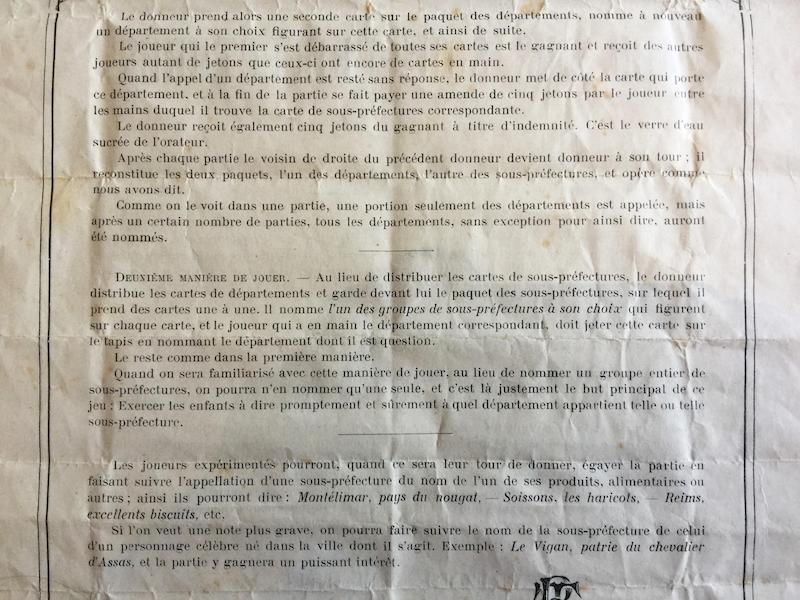 Le donneur prend alors une seconde carte sur le paquet des départements, nomme à nouveau
un département à son choix figurant sur cette carte, et ainsi de suite.
Le joueur qui le premier s'est débarrassé de toutes ses cartes est le gagnant et reçoit des autres
joueurs autant de jetons que ceux-ci ont encore de cartes en main.
Quand l'appel d'un département est resté sans réponse, le donneur met de côté la carte qui porte
ce département, et à la fin de la partie se fait payer une amende de cinq jetons par le joueur entre
les mains duquel il trouve la carte de sous-préfectures correspondante.
Le donneur reçoit également cinq jetons du gagnant à titre d'indemnité. C'est le verre d'eau
sucrée de l'orateur.
Après chaque partie le voisin de droite du précédent donneur devient donneur à son tour ; il
reconstitue les deux paquets, l'un des départements, l'autre des sous-préfectures, et opère comme
nous avons dit.
Comme on le voit dans une partie, une portion seulement des départements est appelée, mais
après un certain nombre de parties, tous les départements, sans exception pour ainsi dire, auront
été nommés.
DEUXIÈME MANIÈRE DE JOUER. — Au lieu de distribuer les cartes de sous-préfectures, le donneur
distribue les cartes de départements et garde devant lui le paquet des sous-préfectures, sur lequel il
prend des cartes une à une. Il nomme l'un des groupes de sous-préfectures à son choix qui figurent
sur chaque carte, et le joueur qui a en main le département correspondant, doit jeter cette carte sur
le tapis en nommant le département dont il est question.
Le reste comme dans la première manière.
Quand on sera familiarisé avec cette manière de jouer, au lieu de nommer un groupe entier de
sous-préfectures, on pourra n'en nommer qu'une seule, et c'est là justement le but principal de ce
jeu : Exercer les enfants à dire promptement et sûrement à quel département appartient telle ou telle
sous-préfecture.
Les joueurs expérimentés pourront, quand ce sera leur tour de donner, égayer la partie en
faisant suivre l'appellation d'une sous-préfecture du nom de l'un de ses produits, alimentaires ou
autres ; ainsi ils pourront dire : Montélimar, pays du nougat, — Soissons, les haricots, — Reims,
excellents biscuits, etc.
Si l'on veut une note plus grave, on pourra faire suivre le nom de la sous-préfecture de celui
d'un personnage célèbre né dans la ville dont il s'agit. Exemple : Le Vigan, patrie du chevalier
d'Assas, et la partie y gagnera un puissant intérêt.